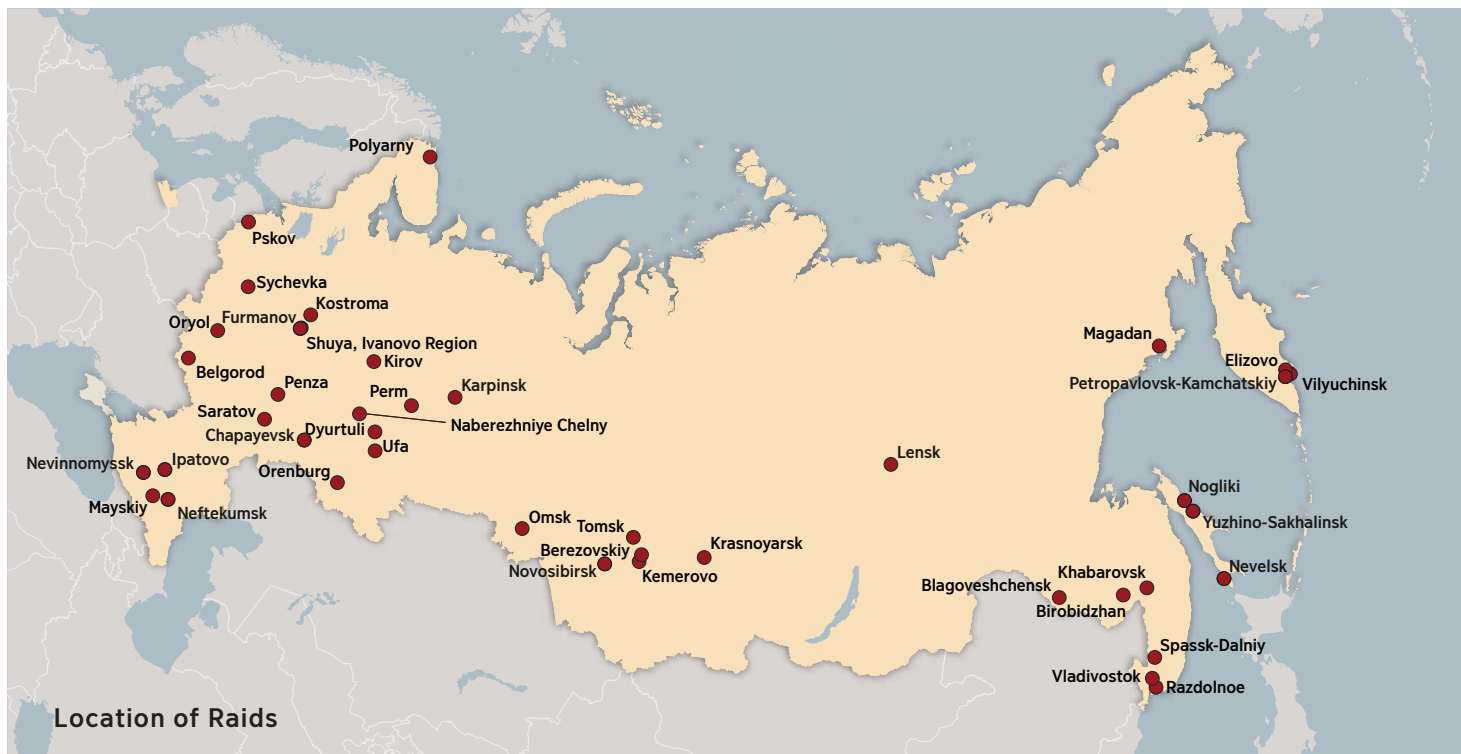 Polyarny
Pskov
Sychevka
Kostroma
Furmanov
Oryol
Shuya, Ivanovo Region
Kirov
Belgorod
Penza
Perm
Karpinsk
Saratov
Naberezhniye Chelny
Chapayevsk
Dyurtuli
Ufa
Nevinnomyssk
Ipatovo
Orenburg
Mayskiy
Neftekumsk
Omsk
Tomsk
Berezovskiy
Novosibirsk
Kemerovo
Krasnoyarsk
Lensk
Magadan
Elizovo
Petropavlovsk-Kamchatskiy
Vilyuchinsk
Nogliki
Yuzhino-Sakhalinsk
Nevelsk
Khabarovsk
Blagoveshchensk
Birobidzhan
Spassk-Dalniy
Vladivostok
Razdolnoe
Location of Raids